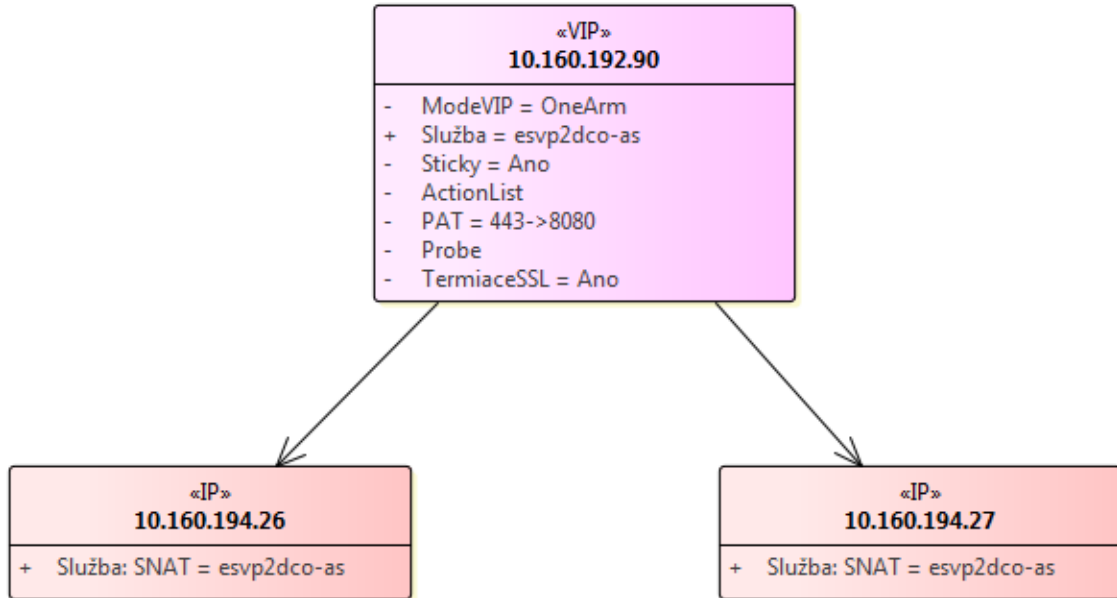 «VIP»
10.160.192.90
- ModeVIP = OneArm
+ Služba = esvp2dco-as
- Sticky = Ano
- ActionList
- PAT = 443->8080
- Probe
- TermiaceSSL = Ano
«IP»
10.160.194.26
+ Služba: SNAT = esvp2dco-as
«IP»
10.160.194.27
+ Služba: SNAT = esvp2dco-as